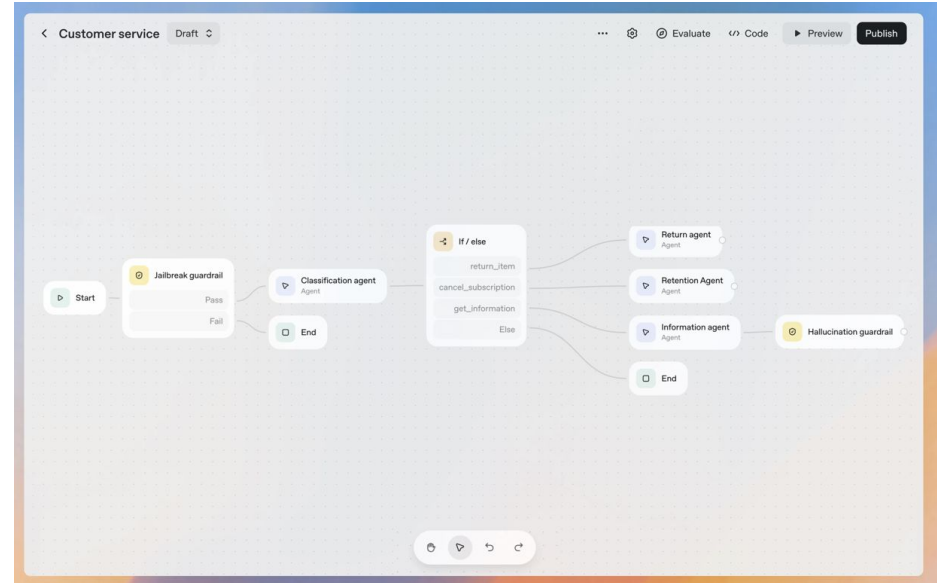 Customer service
Draft
Evaluate
Code
Preview
Publish
Start
Jailbreak guardrail
Pass
Fail
Classification agent
Agent
End
If / else
return_item
cancel_subscription
get_information
Else
Return agent
Agent
Retention Agent
Agent
Information agent
Agent
End
Hallucination guardrail